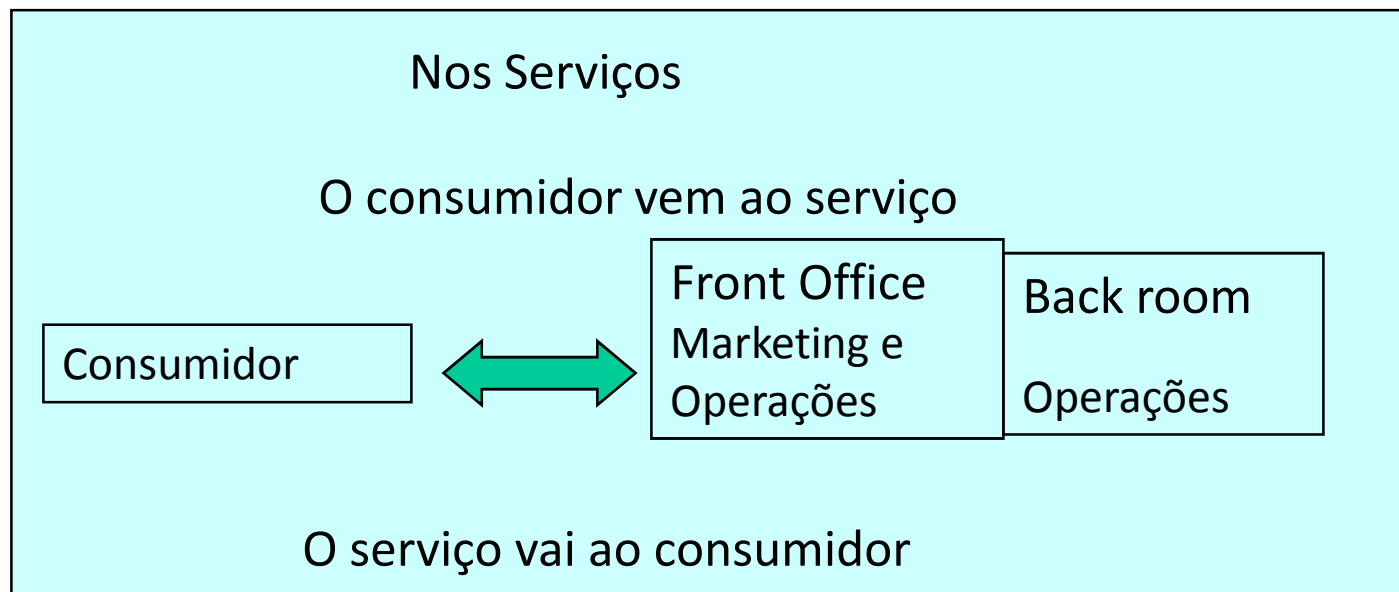 Nos Serviços
O consumidor vem ao serviço
Consumidor
Front Office
Marketing e
Operações
Back room
Operações
O serviço vai ao consumidor